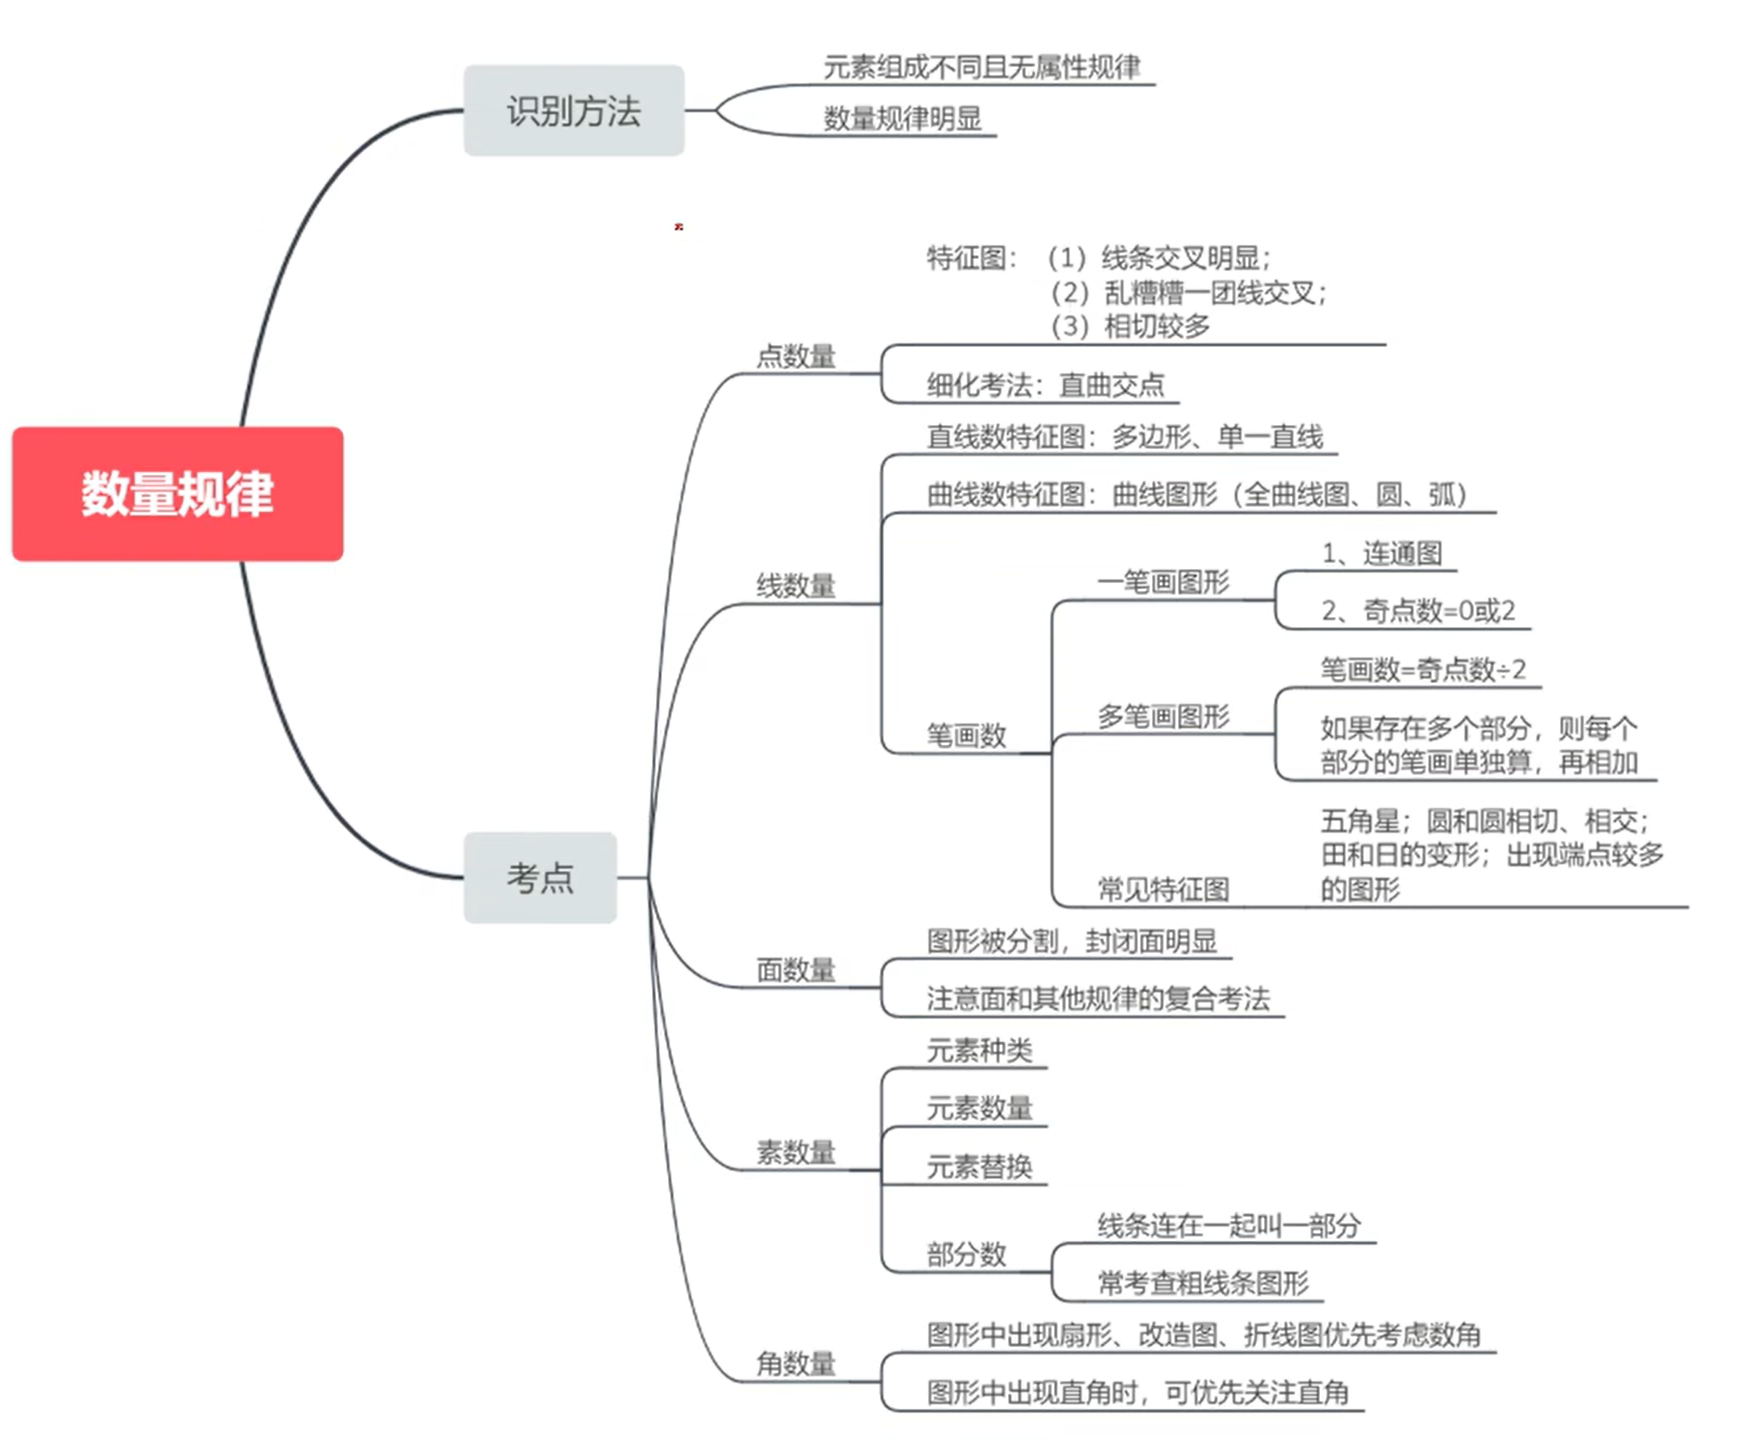 数量规律
识别方法
元素组成不同且无属性规律
数量规律明显
考点
点数量
特征图：（1）线条交叉明显；
（2）乱糟糟一团线交叉；
（3）相切较多
细化考法：直曲交点
线数量
直线数特征图：多边形、单一直线
曲线数特征图：曲线图形（全曲线图、圆、弧）
笔画数
一笔画图形
1、连通图
2、奇点数=0或2
多笔画图形
笔画数=奇点数÷2
如果存在多个部分，则每个
部分的笔画单独算，再相加
常见特征图
五角星；圆和圆相切、相交；
田和日的变形；出现端点较多
的图形
面数量
图形被分割，封闭面明显
注意面和其他规律的复合考法
素数量
元素种类
元素数量
元素替换
部分数
线条连在一起叫一部分
常考查粗线条图形
角数量
图形中出现扇形、改造图、折线图优先考虑数角
图形中出现直角时，可优先关注直角